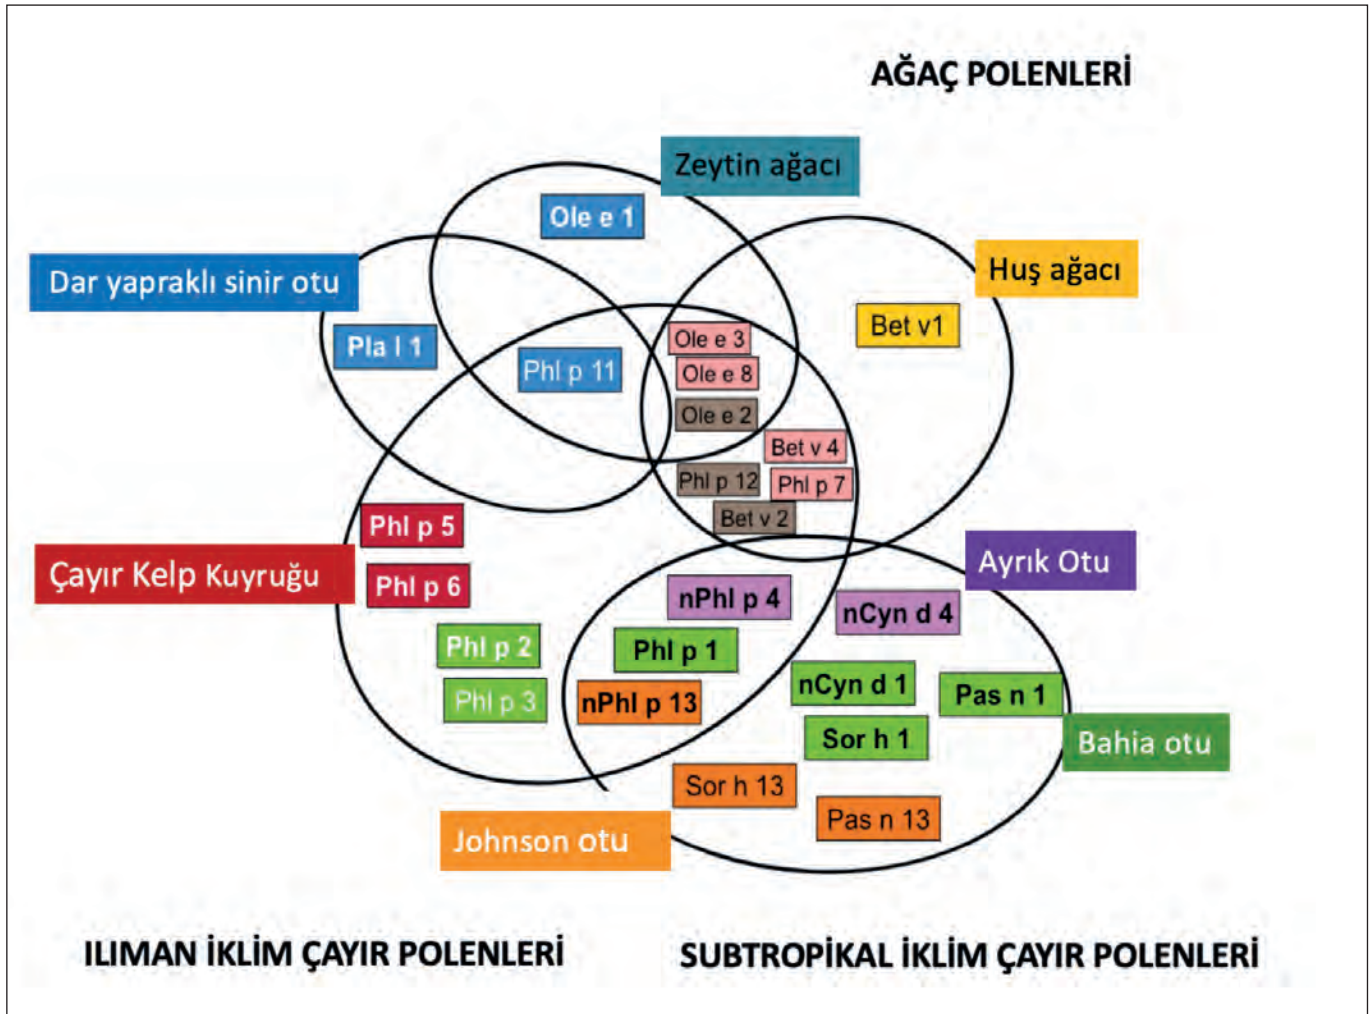 AĞAÇ POLENLERİ
Zeytin ağacı
Ole e 1
Dar yapraklı sinir otu
Huş ağacı
Bet v1
Pla l 1
Ole e 3
Phl p 11
Ole e 8
Ole e 2
Bet v 4
Phl p 12
Phl p 7
Bet v 2
Phl p 5
Çayır Kelp Kuyruğu
Ayrık Otu
Phl p 6
nPhl p 4
nCyn d 4
Phl p 2
Phl p 1
nCyn d 1
Pas n 1
Phl p 3
nPhl p 13
Sor h 1
Bahia otu
Sor h 13
Pas n 13
Johnson otu
ILIMAN İKLİM ÇAYIR POLENLERİ
SUBTROPİKAL İKLİM ÇAYIR POLENLERİ